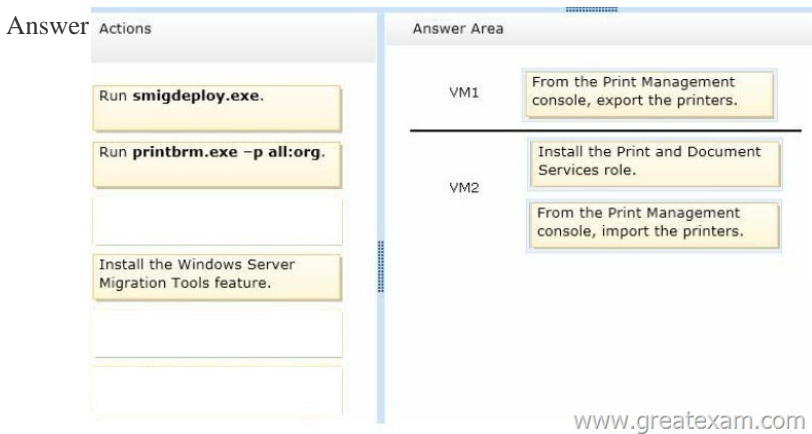 Answer
Actions
Run smigdeploy.exe.
Run printbrm.exe –p all:org.
Install the Windows Server
Migration Tools feature.
Answer Area
VM1
From the Print Management
console, export the printers.
VM2
Install the Print and Document
Services role.
From the Print Management
console, import the printers.
www.greatexam.com